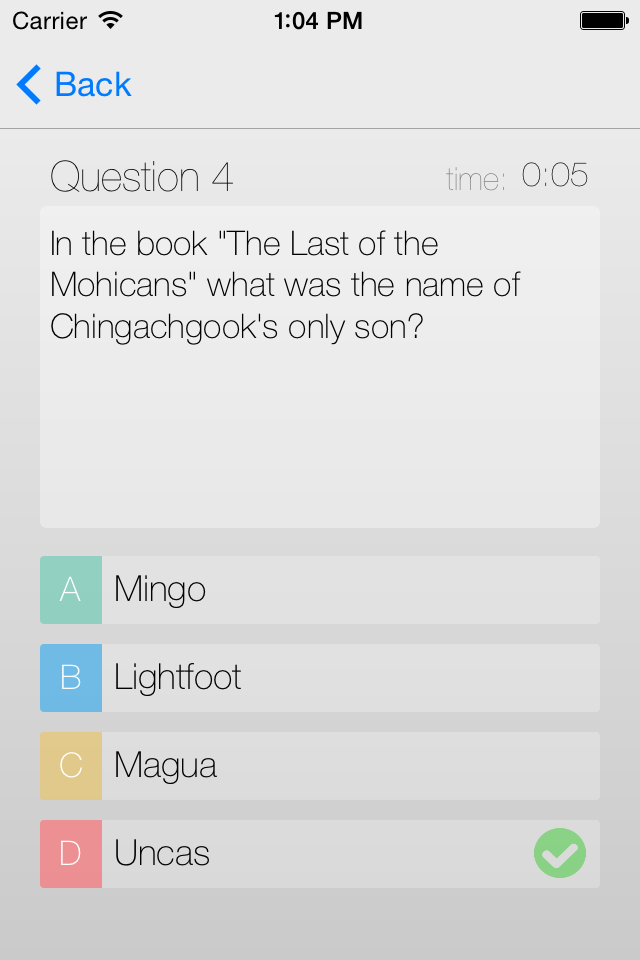 Carrier 1:04 PM
Back
Question 4 time: 0:05
In the book "The Last of the
Mohicans" what was the name of
Chingachgook's only son?
A Mingo
B Lightfoot
C Magua
D Uncas